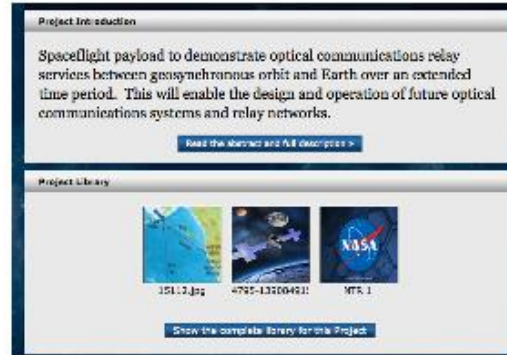 Project Introduction
Spaceflight payload to demonstrate optical communications relay
services between geosynchronous orbit and Earth over an extended
time period. This will enable the design and operation of future optical
communications systems and relay networks.
Read the abstract and full description »
Project Library
NASA
15112.jpg
NTR 1
Show the complete library for this Project